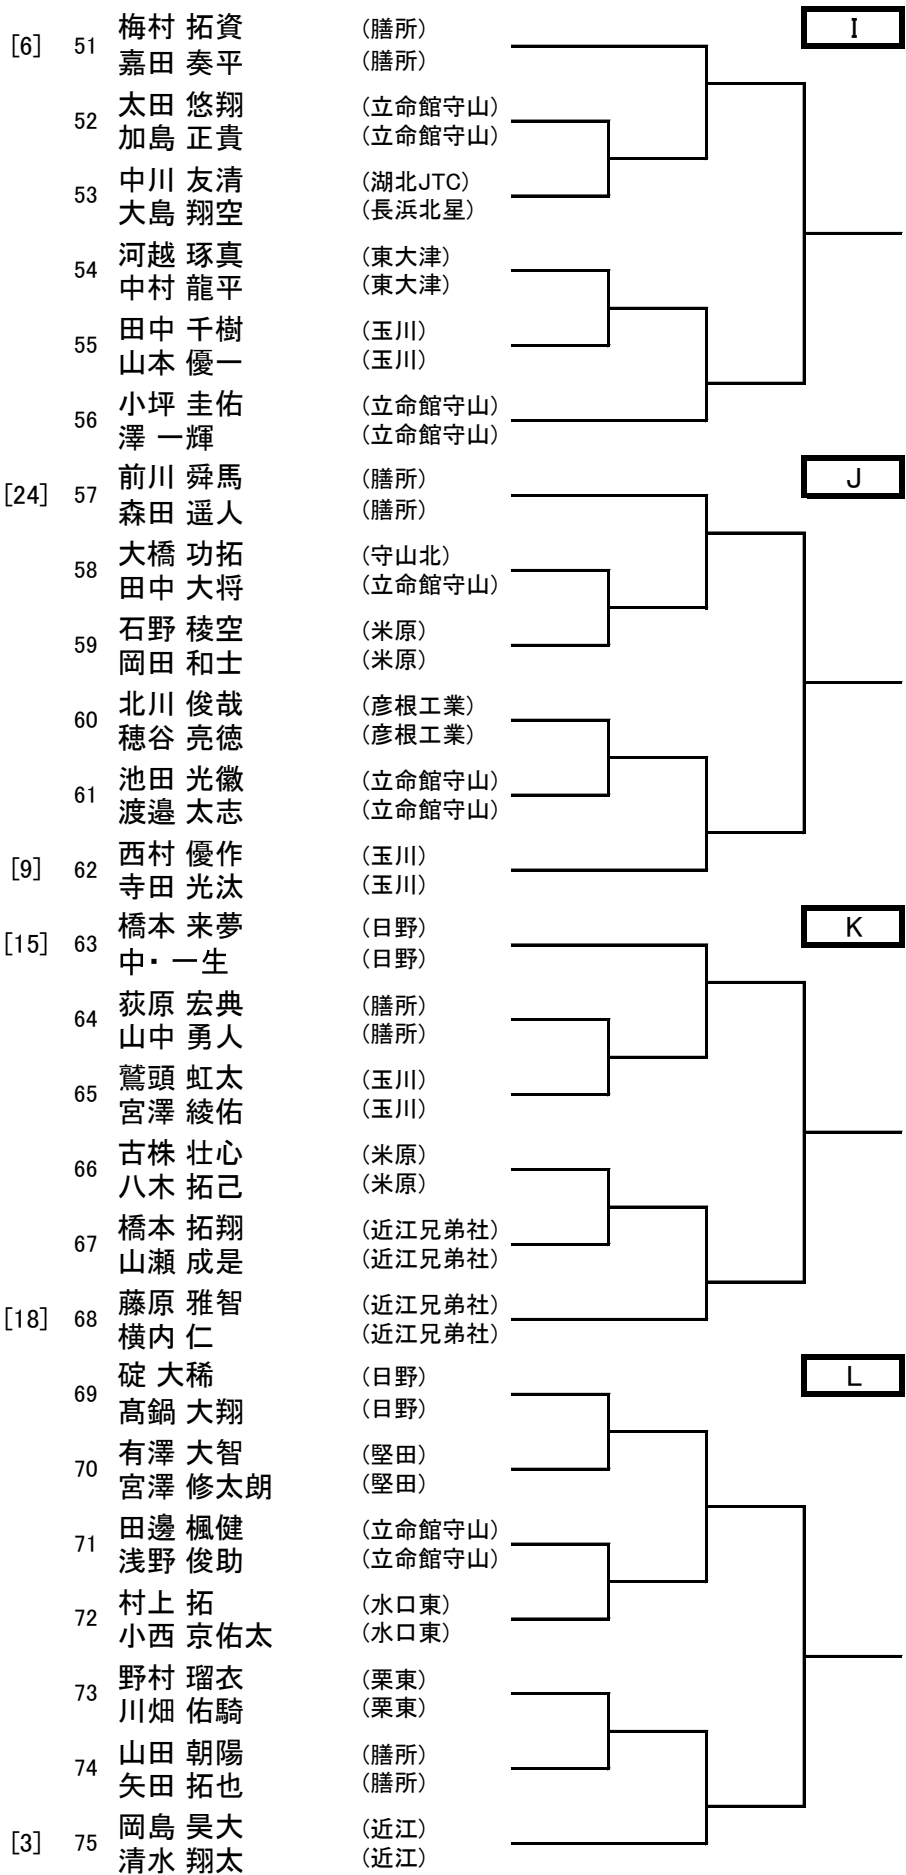 梅村 拓資 (膳所) I
[6] 51
嘉田 奏平 (膳所)
太田 悠翔 (立命館守山)
52
加島 正貴 (立命館守山)
中川 友清 (湖北JTC)
53
大島 翔空 (長浜北星)
河越 琢真 (東大津)
54
中村 龍平 (東大津)
田中 千樹 (玉川)
55
山本 優一 (玉川)
小坪 圭佑 (立命館守山)
56
澤 一輝 (立命館守山)
前川 舜馬 (膳所) J
[24] 57
森田 遥人 (膳所)
大橋 功拓 (守山北)
58
田中 大将 (立命館守山)
石野 稜空 (米原)
59
岡田 和士 (米原)
北川 俊哉 (彦根工業)
60
穂谷 亮徳 (彦根工業)
池田 光徽 (立命館守山)
61
渡邉 太志 (立命館守山)
西村 優作 (玉川)
[9] 62
寺田 光汰 (玉川)
橋本 来夢 (日野) K
[15] 63
中・ 一生 (日野)
荻原 宏典 (膳所)
64
山中 勇人 (膳所)
鷲頭 虹太 (玉川)
65
宮澤 綾佑 (玉川)
古株 壮心 (米原)
66
八木 拓己 (米原)
橋本 拓翔 (近江兄弟社)
67
山瀬 成是 (近江兄弟社)
藤原 雅智 (近江兄弟社)
[18] 68
横内 仁 (近江兄弟社)
碇 大稀 (日野) L
69
髙鍋 大翔 (日野)
有澤 大智 (堅田)
70
宮澤 修太朗 (堅田)
田邊 楓健 (立命館守山)
71
浅野 俊助 (立命館守山)
村上 拓 (水口東)
72
小西 京佑太 (水口東)
野村 瑠衣 (栗東)
73
川畑 佑騎 (栗東)
山田 朝陽 (膳所)
74
矢田 拓也 (膳所)
岡島 昊大 (近江)
[3] 75
清水 翔太 (近江)